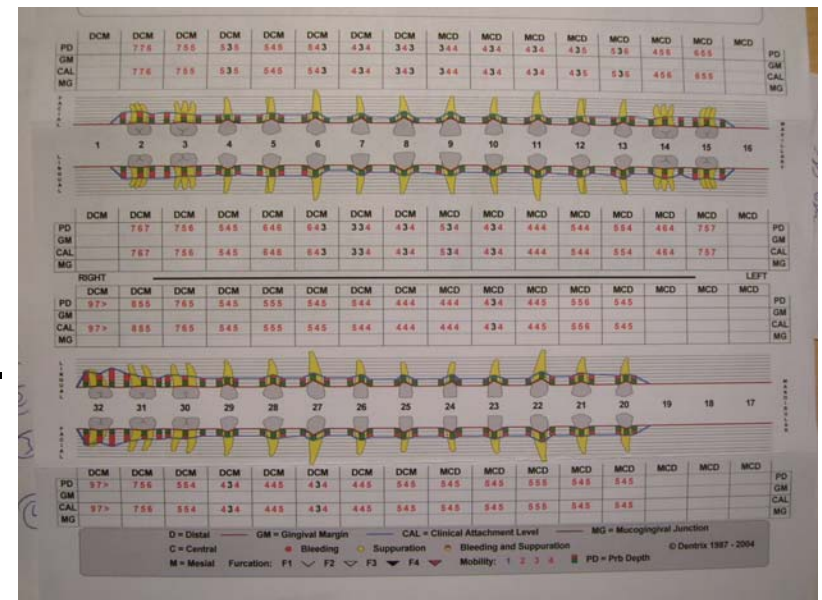 DCM DCM DCM DCM DCM DCM DCM DCM MCD MCD MCD MCD MCD MCD MCD MCD
PD 776 755 535 545 543 434 343 344 434 434 435 536 456 655 PD
GM GM
CAL 776 755 535 545 543 434 343 344 434 434 435 536 456 655 CAL
MG MG
FACIAL
1 2 3 4 5 6 7 8 9 10 11 12 13 14 15 16
LINGUAL
MAXILLARY
DCM DCM DCM DCM DCM DCM DCM DCM MCD MCD MCD MCD MCD MCD MCD MCD
PD 767 756 545 646 643 334 434 534 434 444 544 554 464 757 PD
GM GM
CAL 767 756 545 646 643 334 434 534 434 444 544 554 464 757 CAL
MG MG
RIGHT LEFT
DCM DCM DCM DCM DCM DCM DCM DCM MCD MCD MCD MCD MCD MCD MCD MCD
PD 97> 855 765 545 555 545 544 444 444 434 445 556 545 PD
GM GM
CAL 97> 855 765 545 555 545 544 444 444 434 445 556 545 CAL
MG MG
LINGUAL
32 31 30 29 28 27 26 25 24 23 22 21 20 19 18 17
FACIAL
MANDIBULAR
DCM DCM DCM DCM DCM DCM DCM DCM MCD MCD MCD MCD MCD MCD MCD MCD
PD 97> 756 554 434 445 434 445 545 545 545 555 545 545 PD
GM GM
CAL 97> 756 554 434 445 434 445 545 545 545 555 545 545 CAL
MG MG
D = Distal GM = Gingival Margin CAL = Clinical Attachment Level MG = Mucogingival Junction
C = Central Bleeding Suppuration Bleeding and Suppuration © Dentrix 1987 - 2004
M = Mesial Furcation: F1 F2 F3 F4 Mobility: 1 2 3 4 PD = Prb Depth